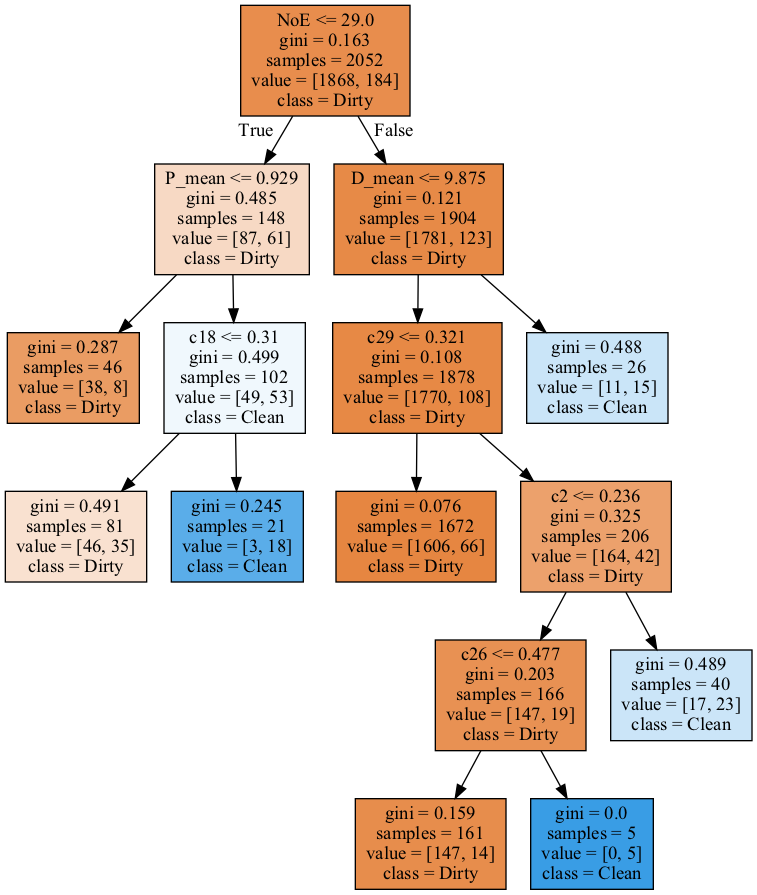 NoE <= 29.0
gini = 0.163
samples = 2052
value = [1868, 184]
class = Dirty
True
False
P_mean <= 0.929
gini = 0.485
samples = 148
value = [87, 61]
class = Dirty
D_mean <= 9.875
gini = 0.121
samples = 1904
value = [1781, 123]
class = Dirty
gini = 0.287
samples = 46
value = [38, 8]
class = Dirty
c18 <= 0.31
gini = 0.499
samples = 102
value = [49, 53]
class = Clean
c29 <= 0.321
gini = 0.108
samples = 1878
value = [1770, 108]
class = Dirty
gini = 0.488
samples = 26
value = [11, 15]
class = Clean
gini = 0.491
samples = 81
value = [46, 35]
class = Dirty
gini = 0.245
samples = 21
value = [3, 18]
class = Clean
gini = 0.076
samples = 1672
value = [1606, 66]
class = Dirty
c2 <= 0.236
gini = 0.325
samples = 206
value = [164, 42]
class = Dirty
c26 <= 0.477
gini = 0.203
samples = 166
value = [147, 19]
class = Dirty
gini = 0.489
samples = 40
value = [17, 23]
class = Clean
gini = 0.159
samples = 161
value = [147, 14]
class = Dirty
gini = 0.0
samples = 5
value = [0, 5]
class = Clean